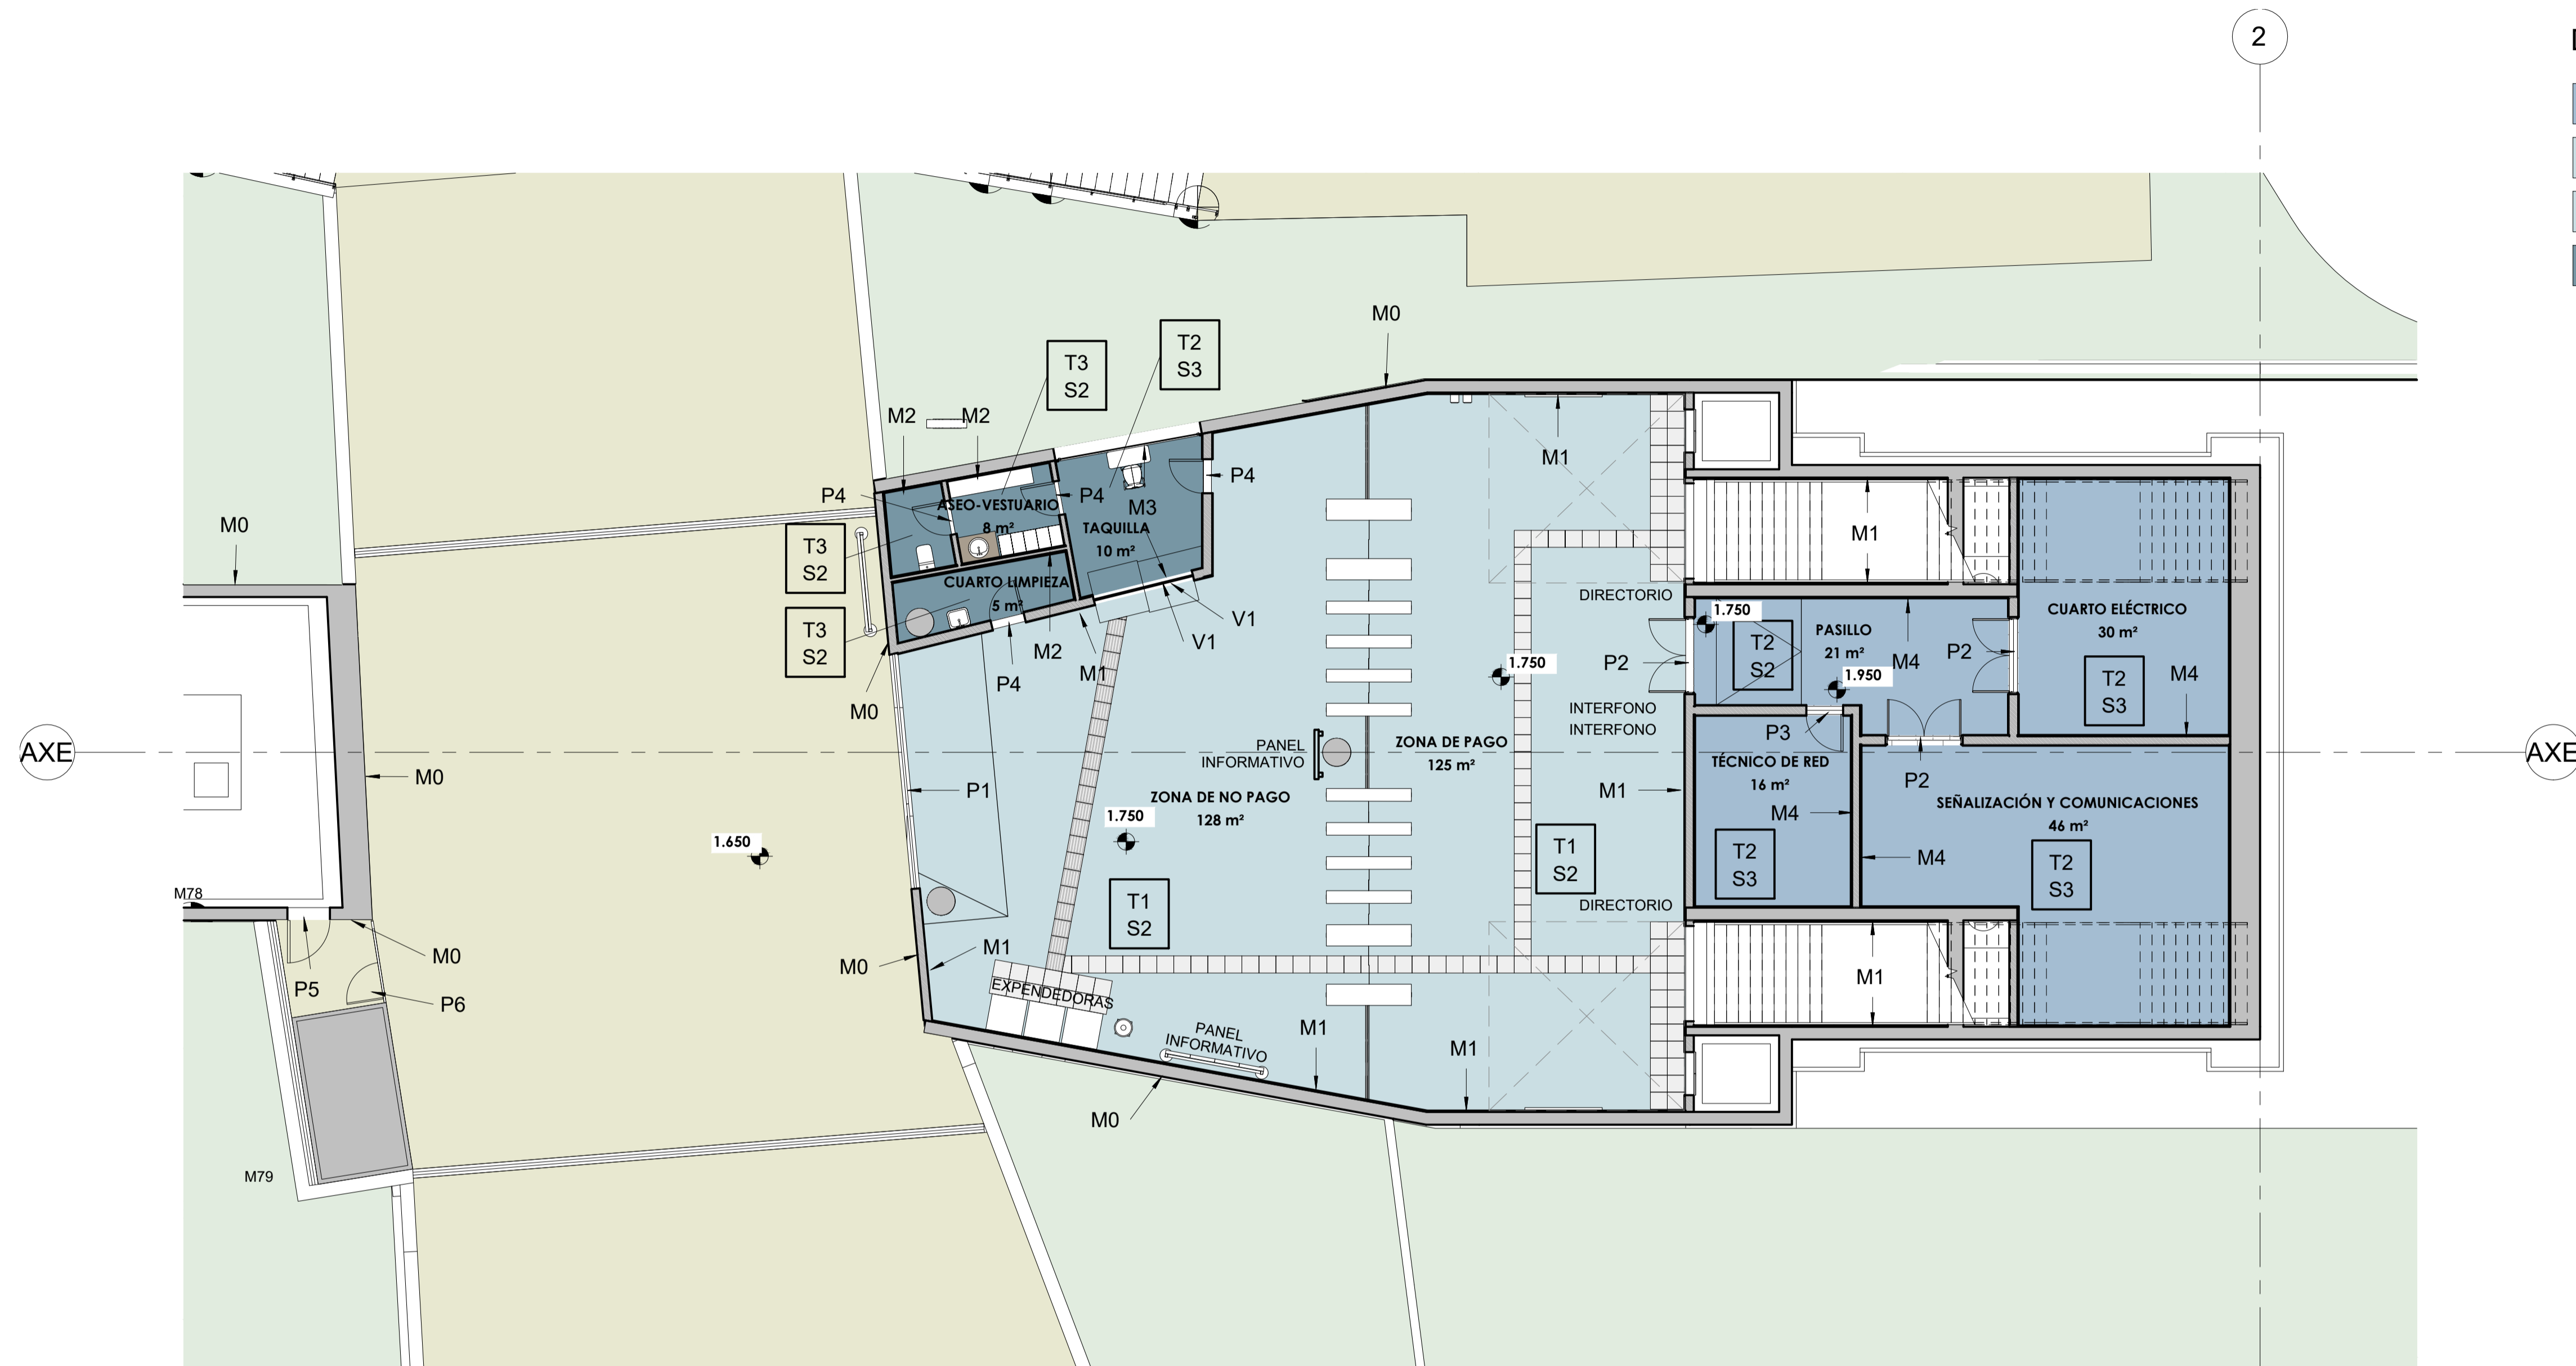 2
M0
T2
S3
T3
S2
M2
M2
M1
P4
P4
P4
ASEO-VESTUARIO
8 m²
M3
TAQUILLA
10 m²
M0
T3
S2
M1
CUARTO LIMPIEZA
5 m²
DIRECTORIO
1.750
CUARTO ELÉCTRICO
30 m²
T3
S2
V1
V1
M2
M1
P4
M0
1.750
P2
T2
S2
PASILLO
21 m²
M4
1.950
P2
T2
S3
M4
INTERFONO
INTERFONO
P3
AXE
PANEL
INFORMATIVO
ZONA DE PAGO
125 m²
AXE
M0
P1
TÉCNICO DE RED
16 m²
P2
M1
ZONA DE NO PAGO
128 m²
SEÑALIZACIÓN Y COMUNICACIONES
46 m²
1.750
M4
1.650
T1
S2
T2
S3
M4
T2
S3
M78
T1
S2
DIRECTORIO
M0
M1
M0
M1
P5
P6
EXPENDEDORAS
PANEL
INFORMATIVO
M1
M1
M0
M79